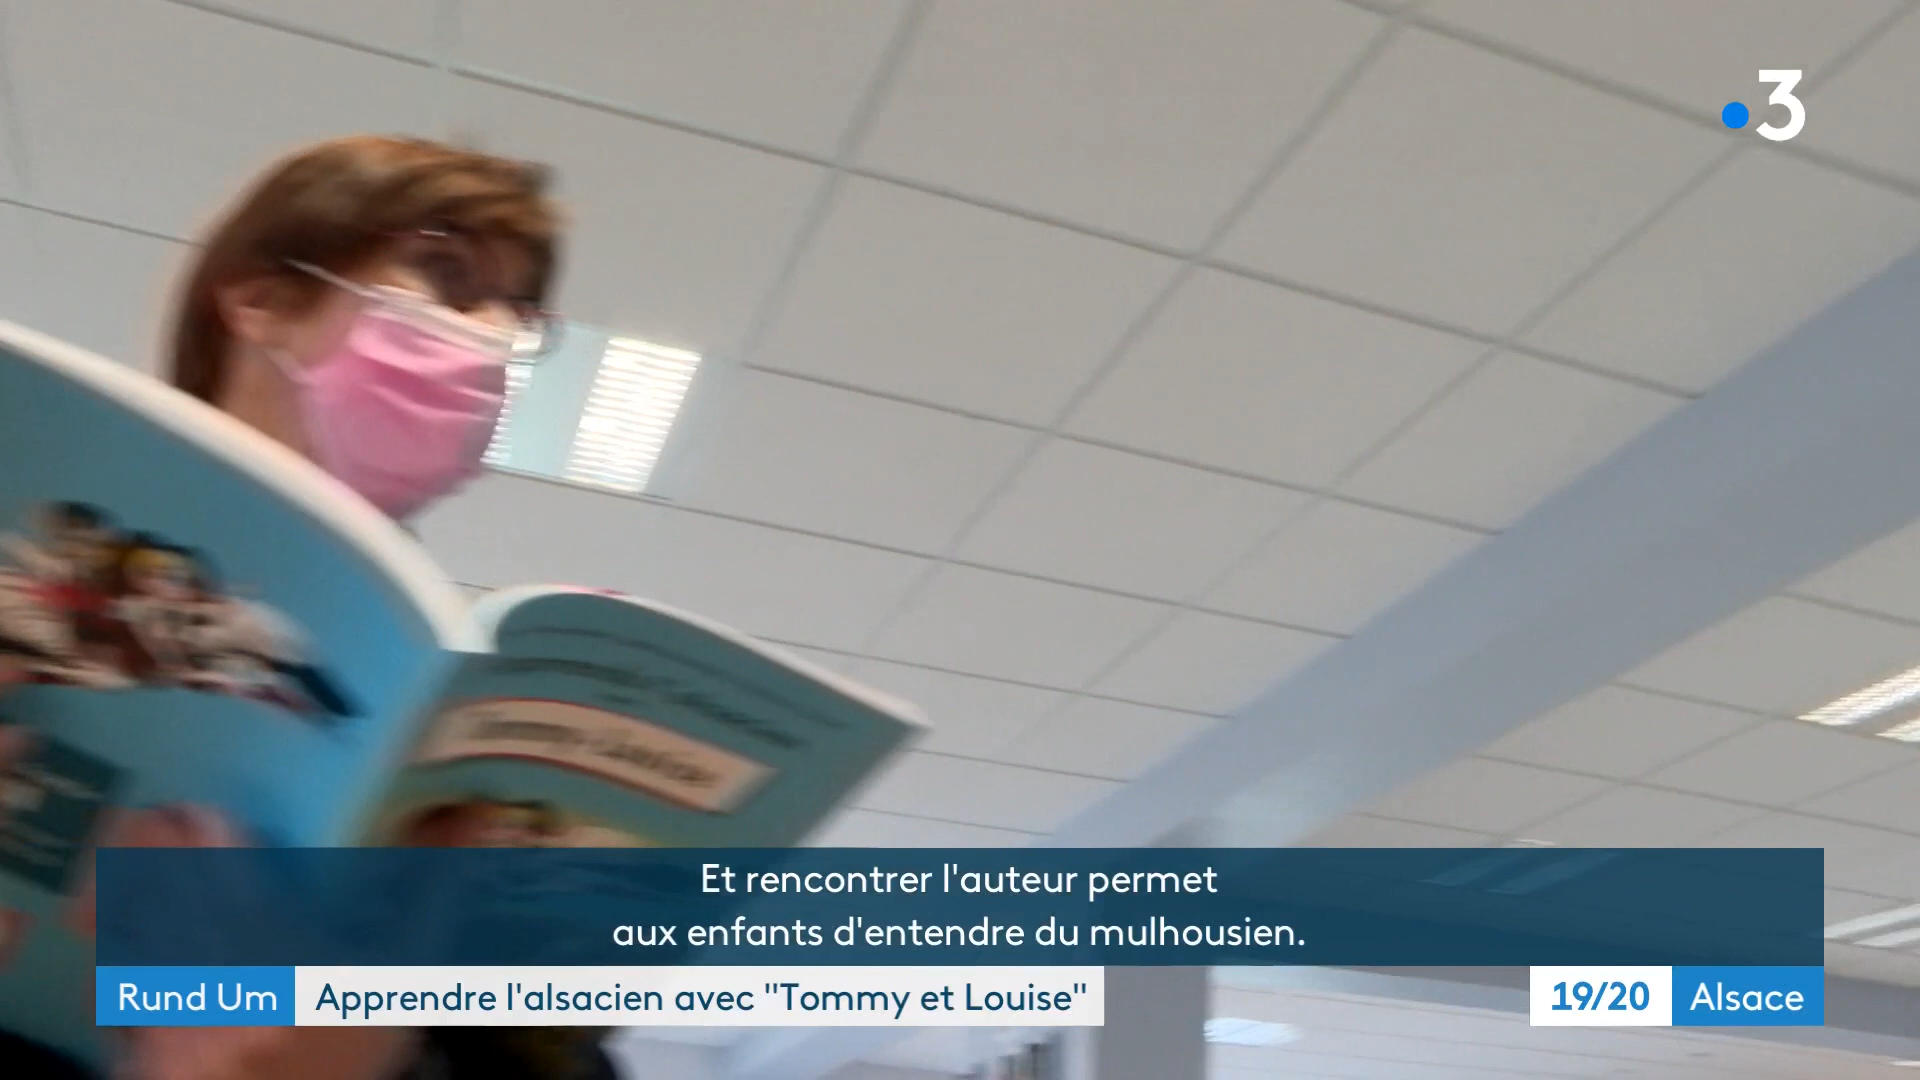 3
Et rencontrer l'auteur permet
aux enfants d'entendre du mulhousien.
Rund Um Apprendre l'alsacien avec "Tommy et Louise" 19/20 Alsace